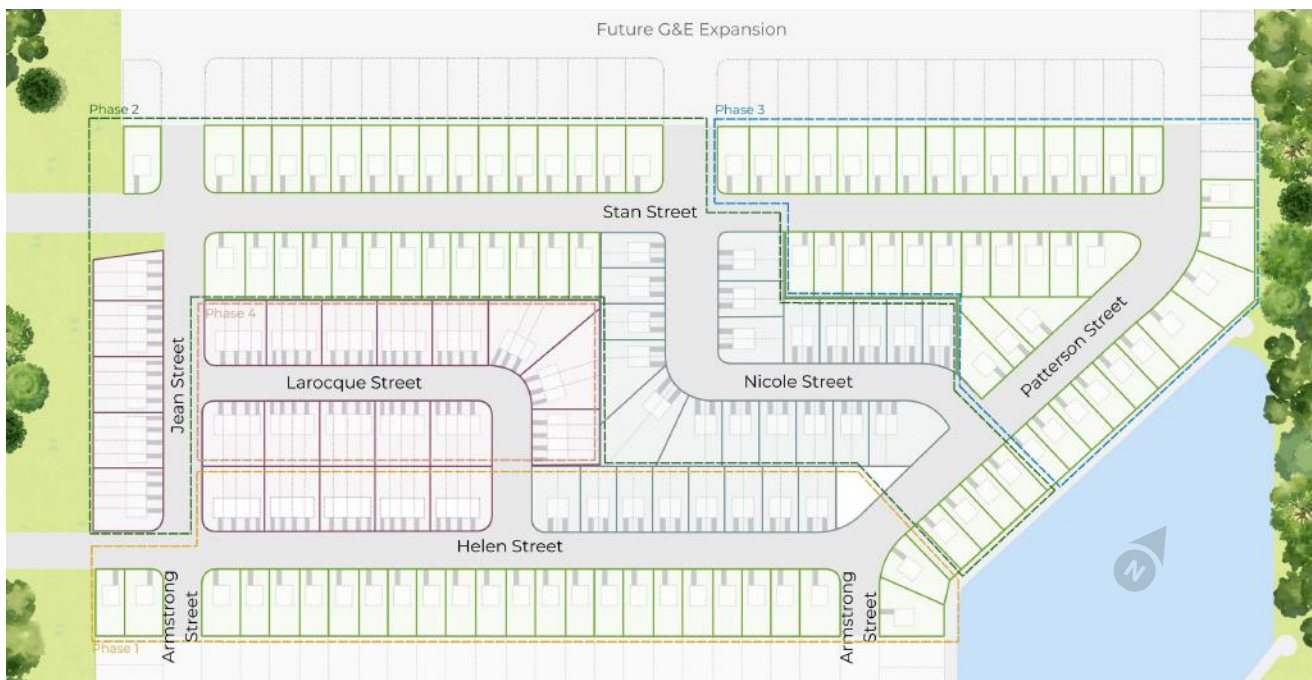 Future G&E Expansion
Phase 2
Phase 3
Stan Street
Phase 4
Jean Street
Larocque Street
Nicole Street
Patterson Street
Helen Street
Armstrong
Street
Armstrong
Street
Phase 1
N